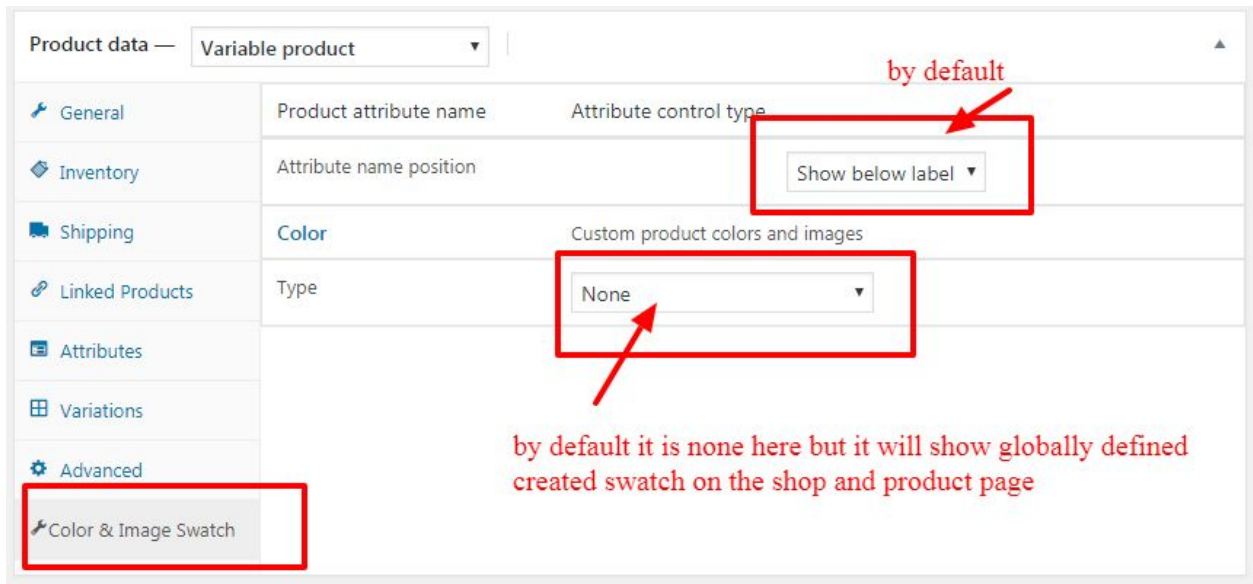 Product data — Variable product
by default
General
Product attribute name Attribute control type
Inventory
Attribute name position Show below label
Shipping
Color Custom product colors and images
Linked Products
Type None
Attributes
Variations
by default it is none here but it will show globally defined
created swatch on the shop and product page
Advanced
Color & Image Swatch